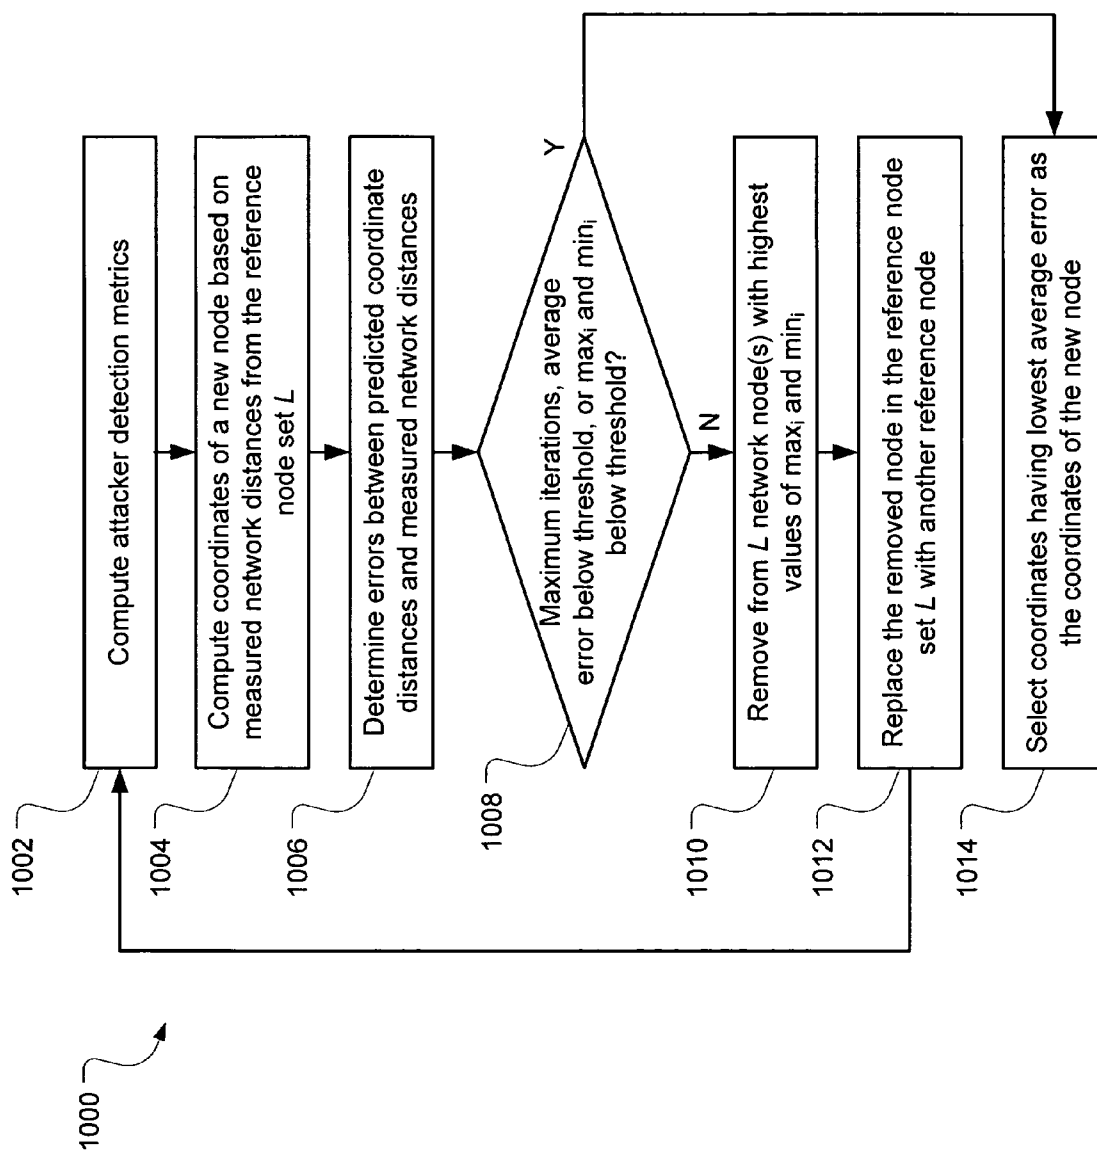 1000
1002
Compute attacker detection metrics
1004
Compute coordinates of a new node based on
measured network distances from the reference
node set L
1006
Determine errors between predicted coordinate
distances and measured network distances
1008
Maximum iterations, average
error below threshold, or maxi and mini
below threshold?
Y
N
1010
Remove from L network node(s) with highest
values of maxi and mini
1012
Replace the removed node in the reference node
set L with another reference node
1014
Select coordinates having lowest average error as
the coordinates of the new node